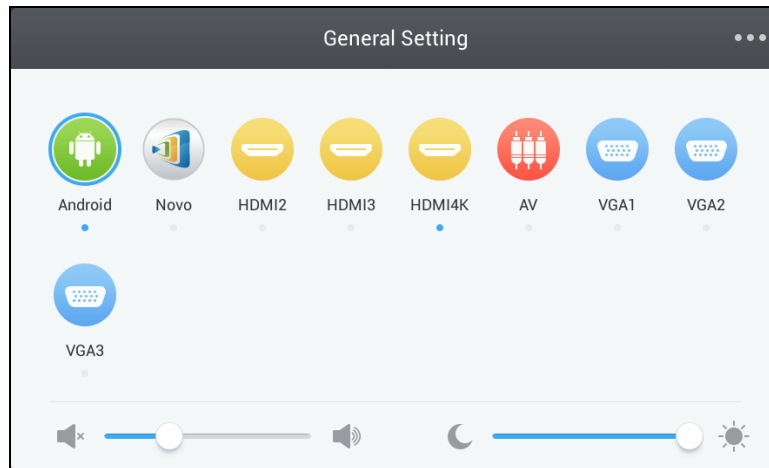 General Setting
Android Novo HDMI2 HDMI3 HDMI4K AV VGA1 VGA2
VGA3